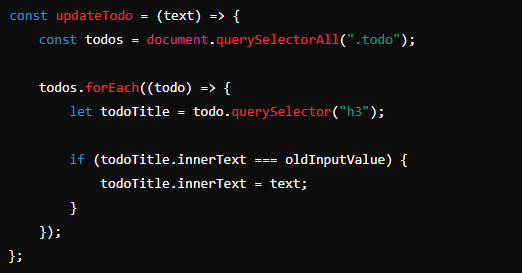 const updateTodo = (text) => {
    const todos = document.querySelectorAll(".todo");

    todos.forEach((todo) => {
        let todoTitle = todo.querySelector("h3");

        if (todoTitle.innerText === oldInputValue) {
            todoTitle.innerText = text;
        }
    });
};